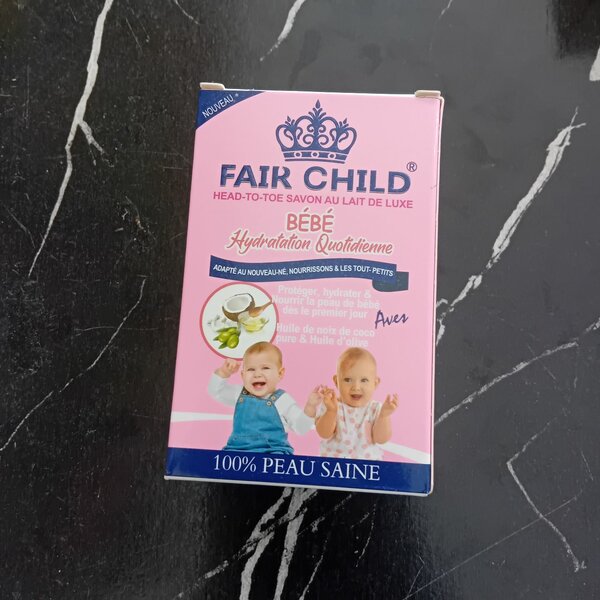 NOUVEAU *
FAIR CHILD®
HEAD-TO-TOE SAVON AU LAIT DE LUXE
BÉBÉ
Hydratation Quotidienne
ADAPTÉ AU NOUVEAU-NÉ, NOURRISSONS & LES TOUT- PETITS
Protéger, hydrater &
Nourrir la peau de bébé
dès le premier jour
Aves
Huile de noix de coco
pure & Huile d'olive
100% PEAU SAINE